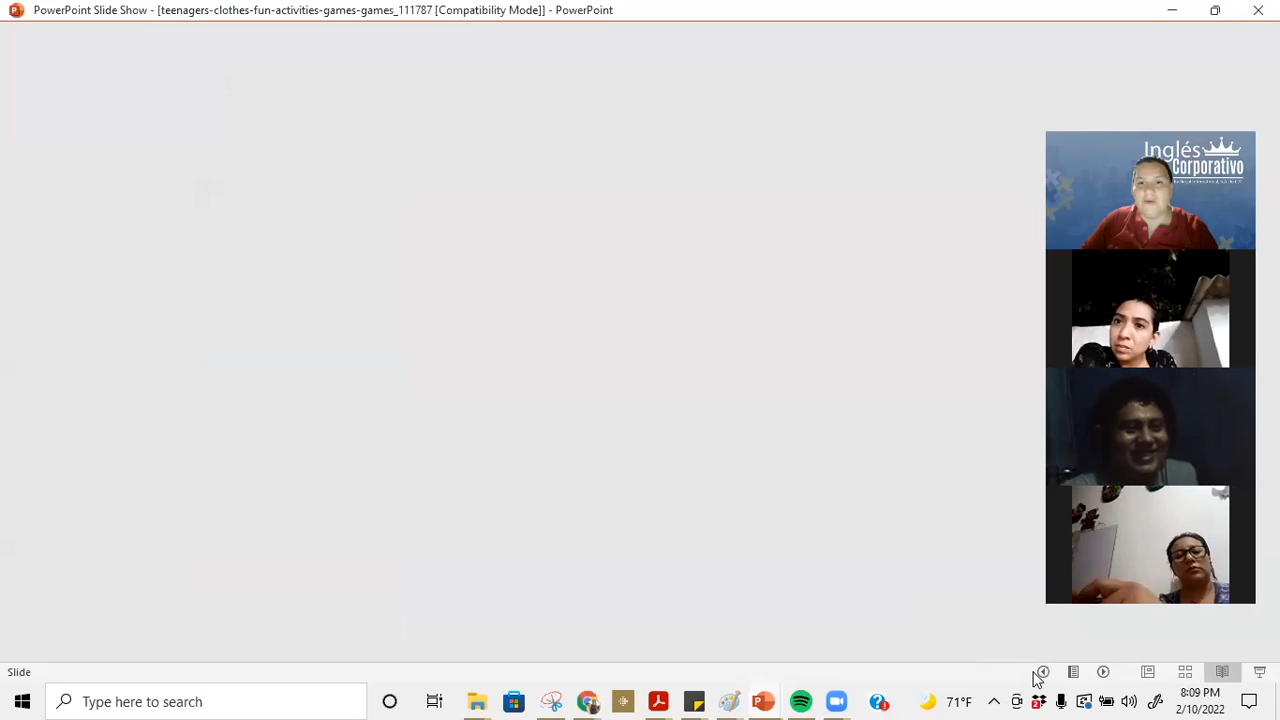 PowerPoint Slide Show - [teenagers-clothes-fun-activities-games-games_111787 [Compatibility Mode]] - PowerPoint
Inglés
Corporativo
Slide
Type here to search
71°F
8:09 PM
2/10/2022